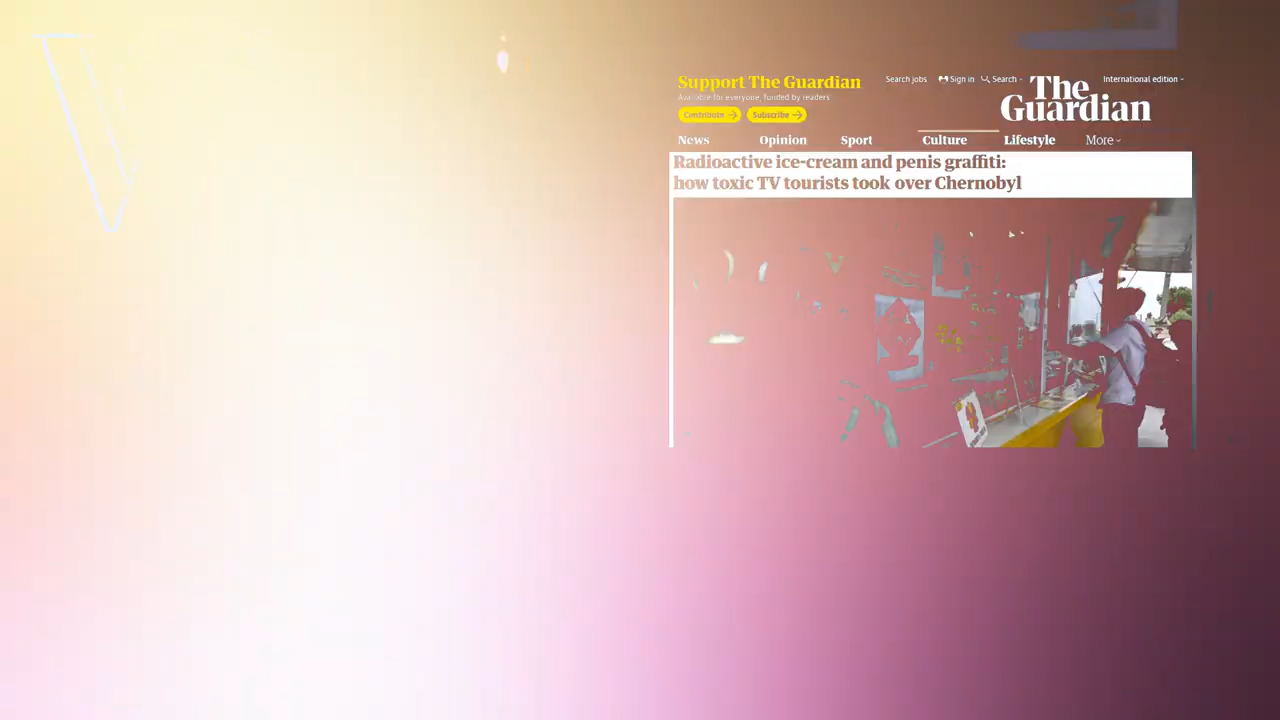 Support The Guardian
Available for everyone, funded by readers
Contribute
Subscribe
Search jobs
Sign in
Search
International edition
The
Guardian
News
Opinion
Sport
Culture
Lifestyle
More
Radioactive ice-cream and penis graffiti:
how toxic TV tourists took over Chernobyl